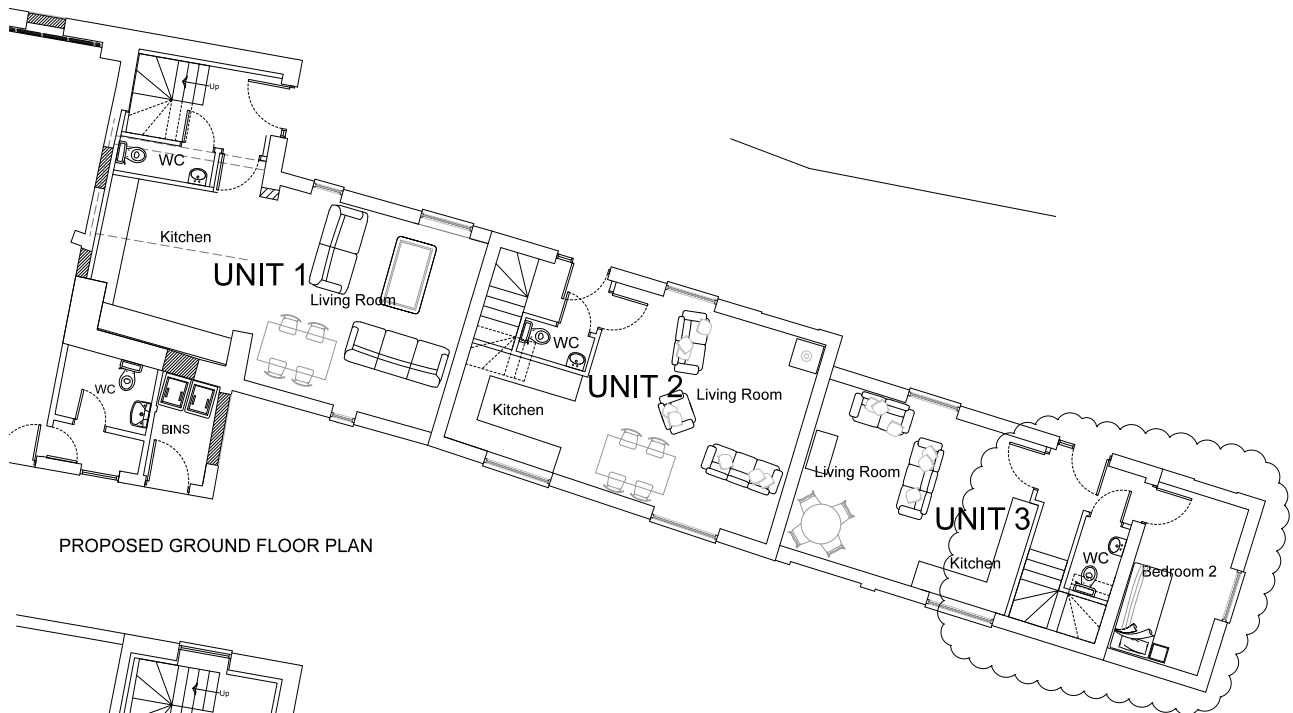 Up
WC
Kitchen
UNIT 1
Living Room
WC
BINS
WC
Kitchen
UNIT 2
Living Room
Living Room
UNIT 3
Kitchen
WC
Bedroom 2
PROPOSED GROUND FLOOR PLAN
Up